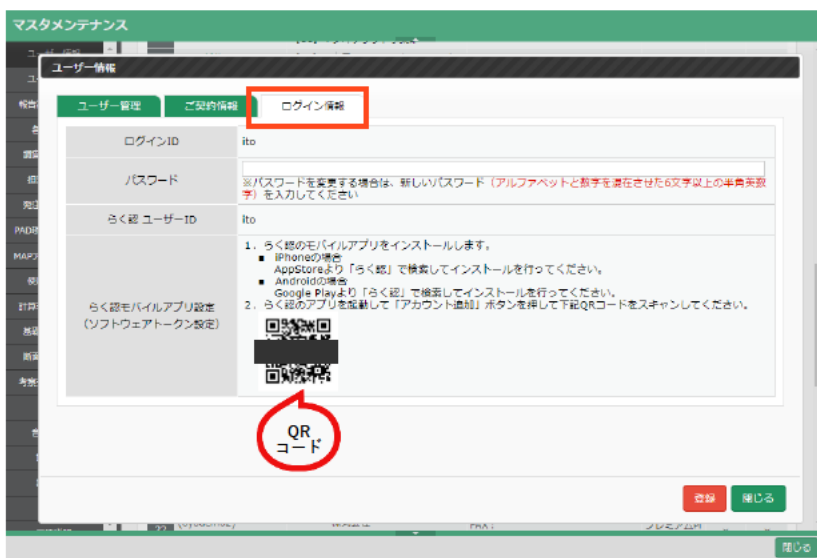 マスタメンテナンス
ユーザー情報
ユーザー管理
ご契約情報
ログイン情報
ログインID
ito
パスワード
※パスワードを変更する場合は、新しいパスワード（アルファベットと数字を混在させた6文字以上の半角英数
字）を入力してください
らく認 ユーザーID
ito
らく認モバイルアプリ設定
（ソフトウェアトークン設定）
1. らく認のモバイルアプリをインストールします。
■ iPhoneの場合
AppStoreより「らく認」で検索してインストールを行ってください。
■ Androidの場合
Google Playより「らく認」で検索してインストールを行ってください。
2. らく認のアプリを起動して「アカウント追加」ボタンを押して下記QRコードをスキャンしてください。
QR
コード
登録
閉じる
閉じる